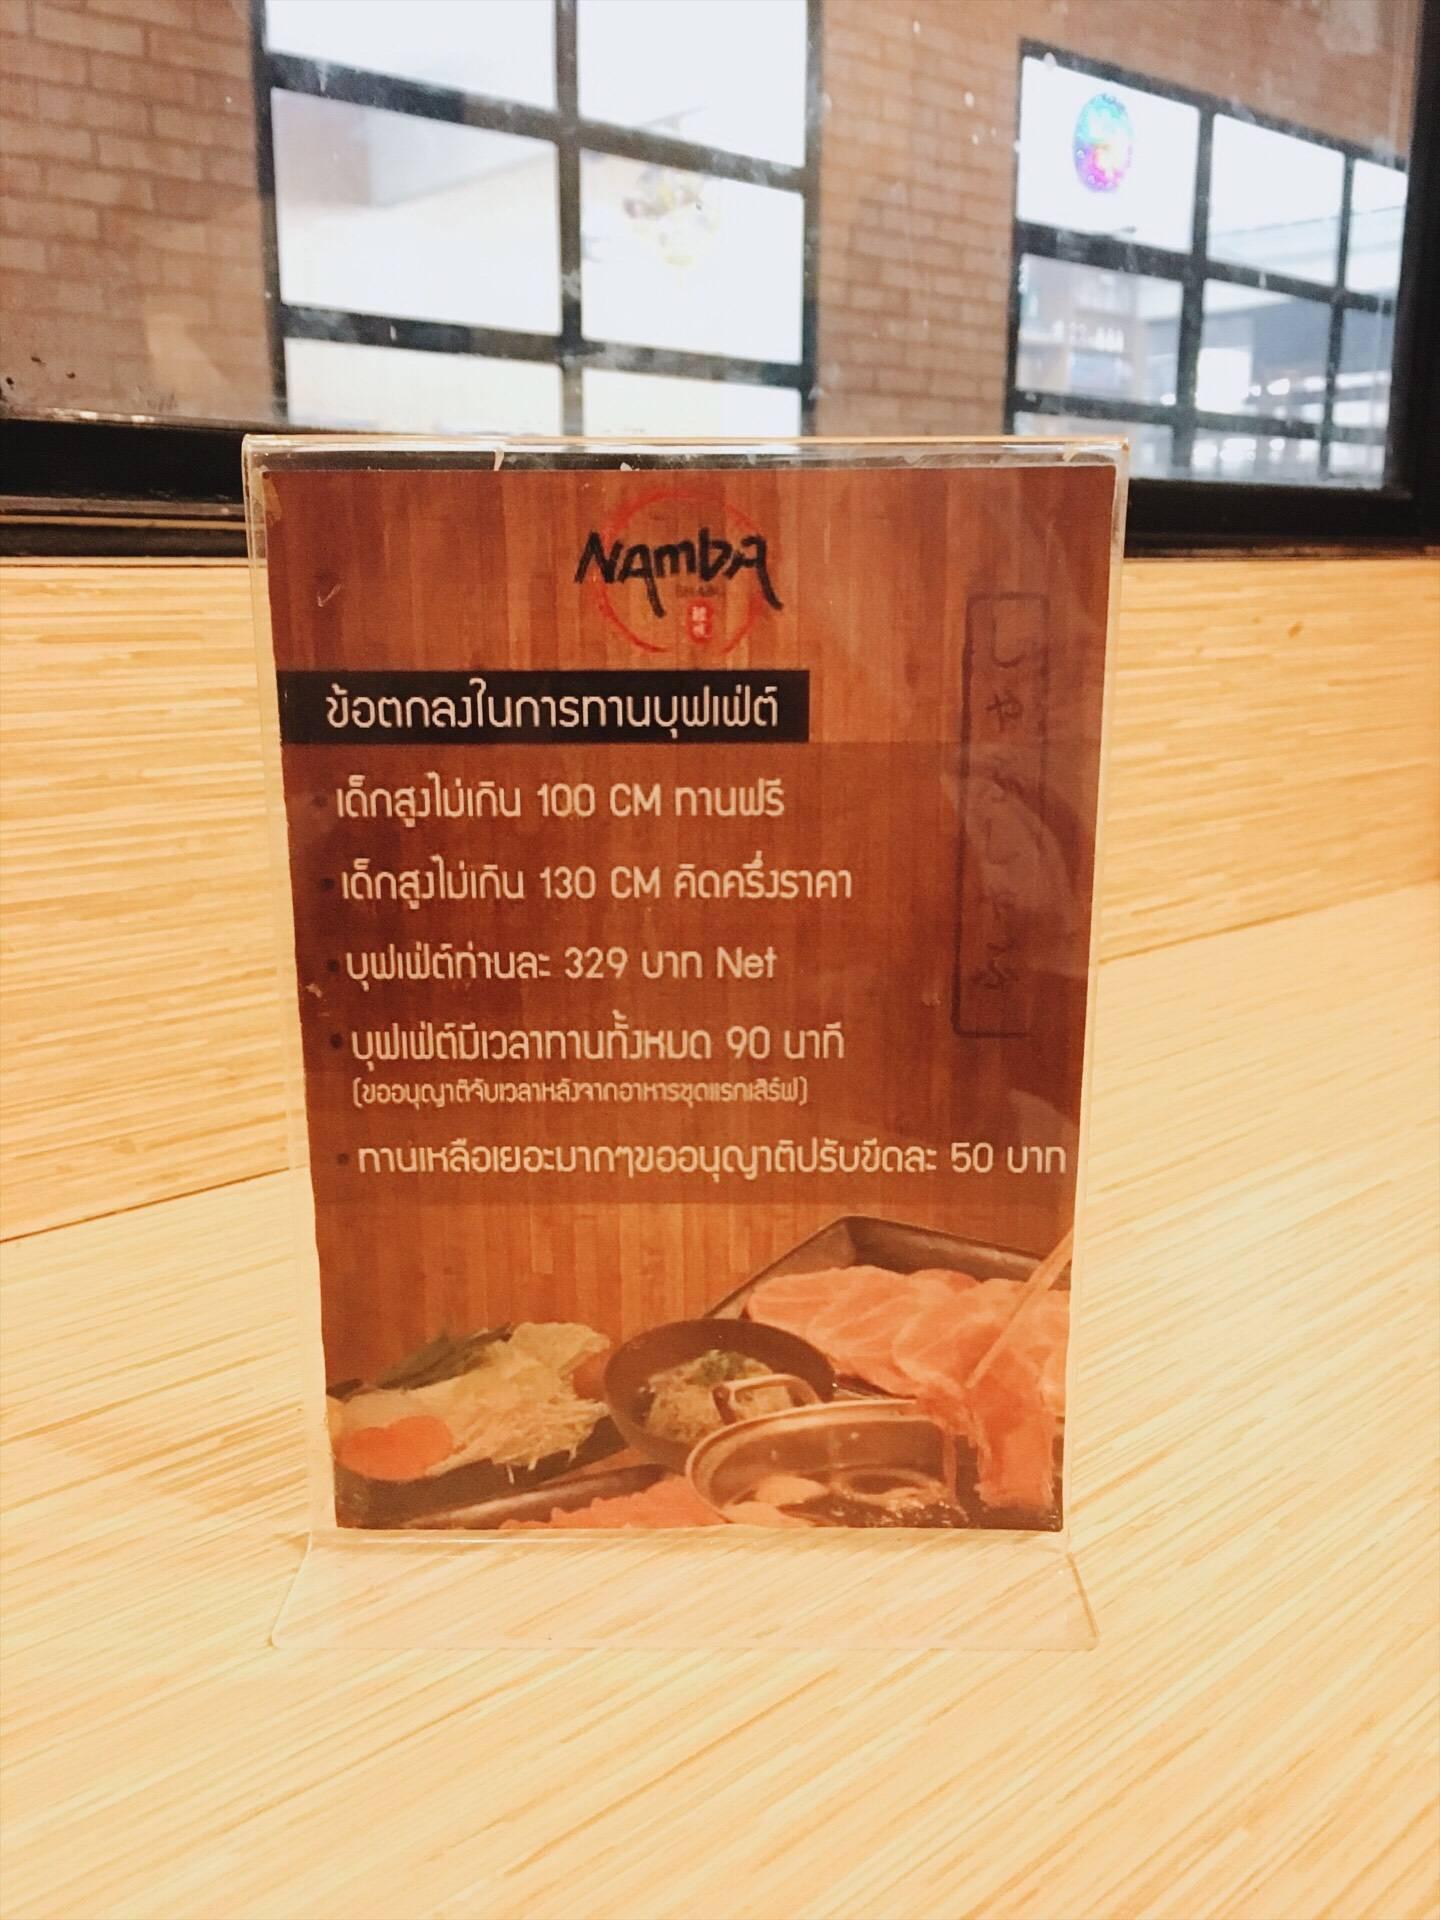 NAMBA
SHABU
ข้อตกลงในการทานบุฟเฟ่ต์
เด็กสูงไม่เกิน 100 CM ทานฟรี
เด็กสูงไม่เกิน 130 CM คิดครึ่งราคา
บุฟเฟ่ต์ท่านละ 329 บาท Net
บุฟเฟ่ต์มีเวลาทานทั้งหมด 90 นาที
(ขออนุญาติจับเวลาหลังจากอาหารชุดแรกเสิร์ฟ)
ทานเหลือเยอะมากๆขออนุญาติปรับขีดละ 50 บาท